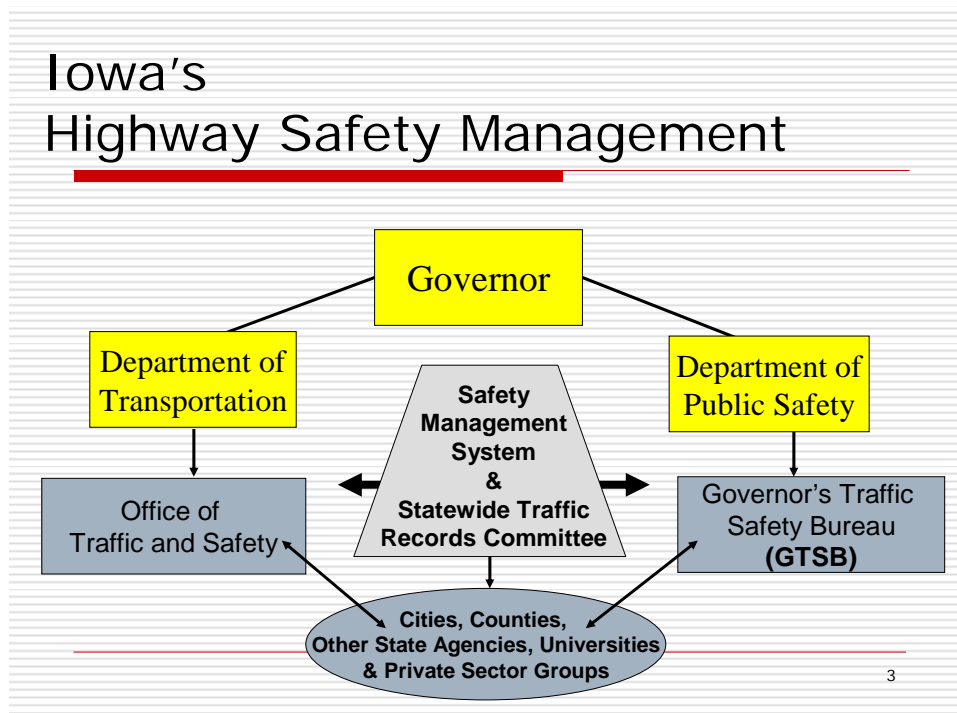 Iowa's
Highway Safety Management
Governor
Department of
Transportation
Department of
Public Safety
Safety
Management
System
&
Statewide Traffic
Records Committee
Office of
Traffic and Safety
Governor's Traffic
Safety Bureau
(GTSB)
Cities, Counties,
Other State Agencies, Universities
& Private Sector Groups
3